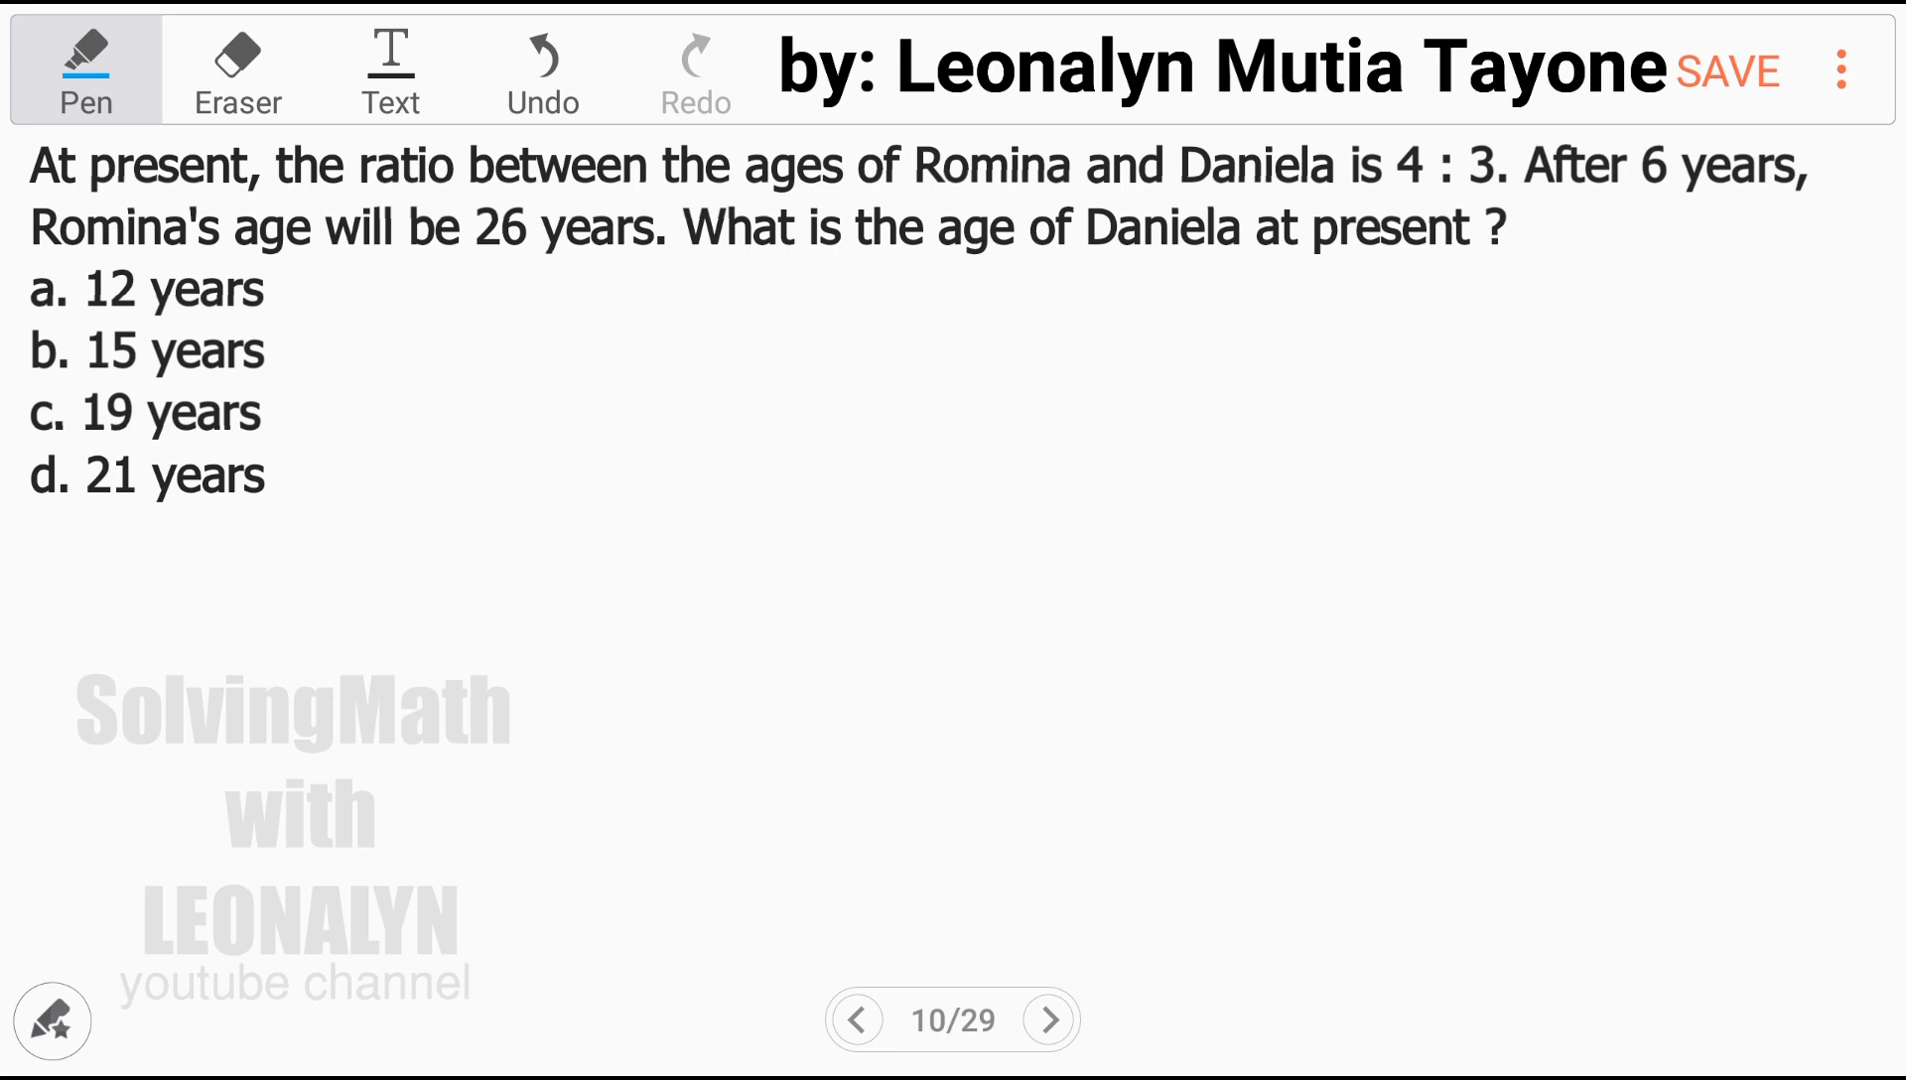 Pen
Eraser
Text
Undo
Redo
by: Leonalyn Mutia Tayone
SAVE
At present, the ratio between the ages of Romina and Daniela is 4 : 3. After 6 years,
Romina's age will be 26 years. What is the age of Daniela at present ?
a. 12 years
b. 15 years
c. 19 years
d. 21 years
SolvingMath
with
LEONALYN
youtube channel
10/29